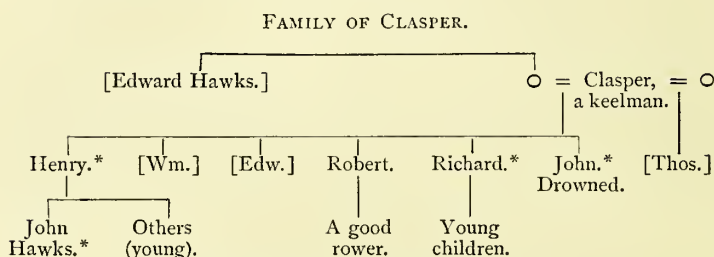 FAMILY OF CLASPER.
[Edward Hawks.] O = Clasper, = O
a keelman.
Henry.* [Wm.] [Edw.] Robert. Richard.* John.* [Thos.]
Drowned.
John Others A good Young
Hawks.* (young). rower. children.